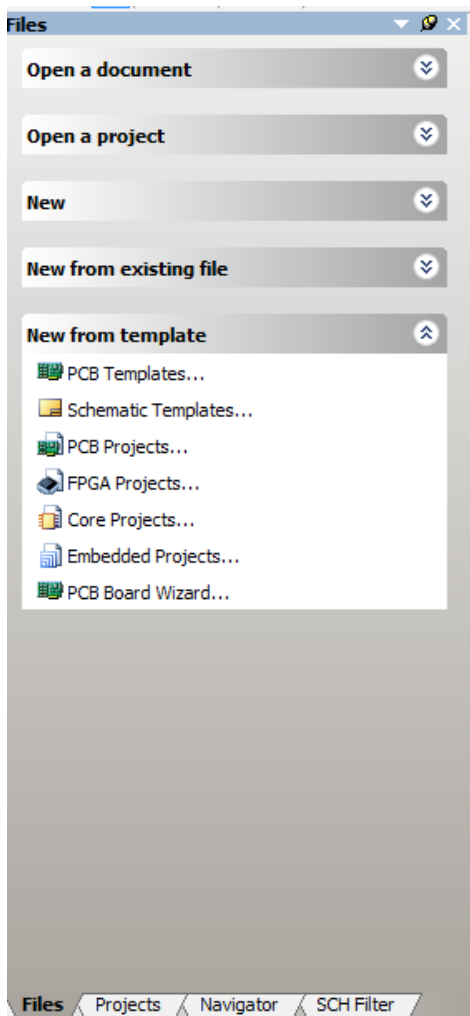 Files
Open a document
Open a project
New
New from existing file
New from template
PCB Templates...
Schematic Templates...
PCB Projects...
FPGA Projects...
Core Projects...
Embedded Projects...
PCB Board Wizard...
Files Projects Navigator SCH Filter